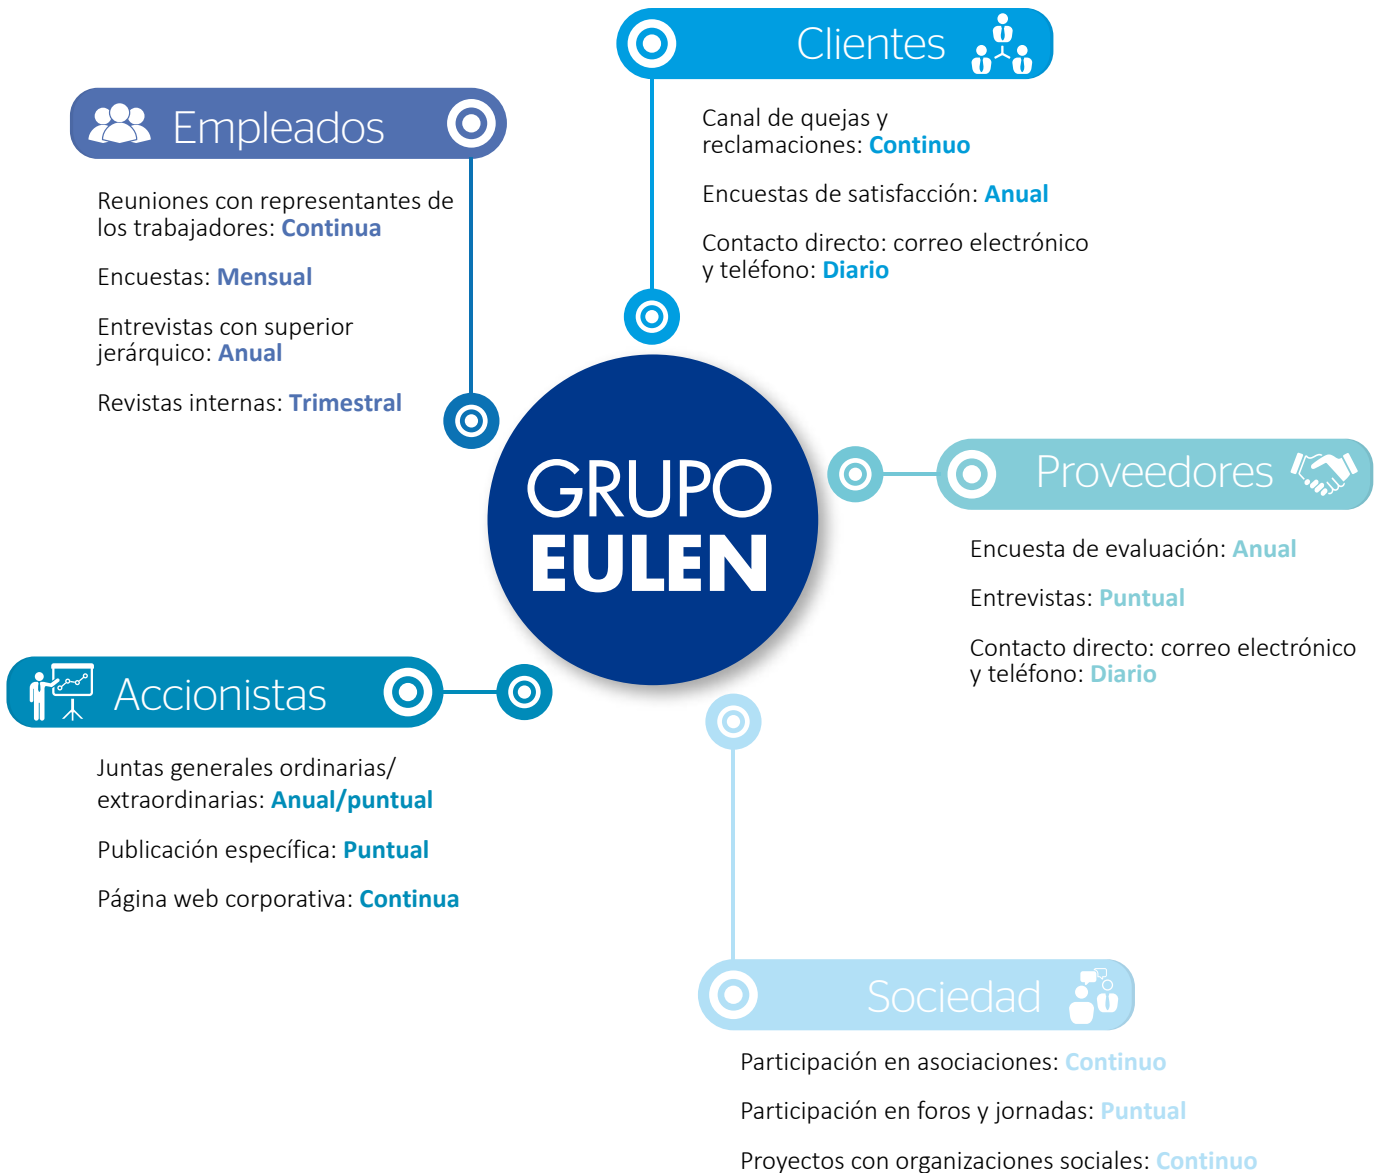 Clientes
Canal de quejas y
reclamaciones: Continuo
Encuestas de satisfacción: Anual
Contacto directo: correo electrónico
y teléfono: Diario
Empleados
Reuniones con representantes de
los trabajadores: Continua
Encuestas: Mensual
Entrevistas con superior
jerárquico: Anual
Revistas internas: Trimestral
GRUPO
EULEN
Proveedores
Encuesta de evaluación: Anual
Entrevistas: Puntual
Contacto directo: correo electrónico
y teléfono: Diario
Accionistas
Juntas generales ordinarias/
extraordinarias: Anual/puntual
Publicación específica: Puntual
Página web corporativa: Continua
Sociedad
Participación en asociaciones: Continuo
Participación en foros y jornadas: Puntual
Proyectos con organizaciones sociales: Continuo